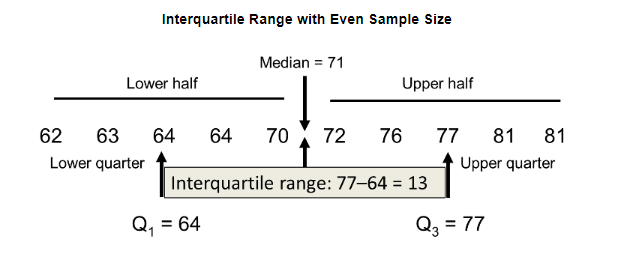 Interquartile Range with Even Sample Size
Median = 71
Lower half
Upper half
62 63 64 64 70 72 76 77 81 81
Lower quarter
Upper quarter
Interquartile range: 77–64 = 13
Q₁ = 64
Q₃ = 77